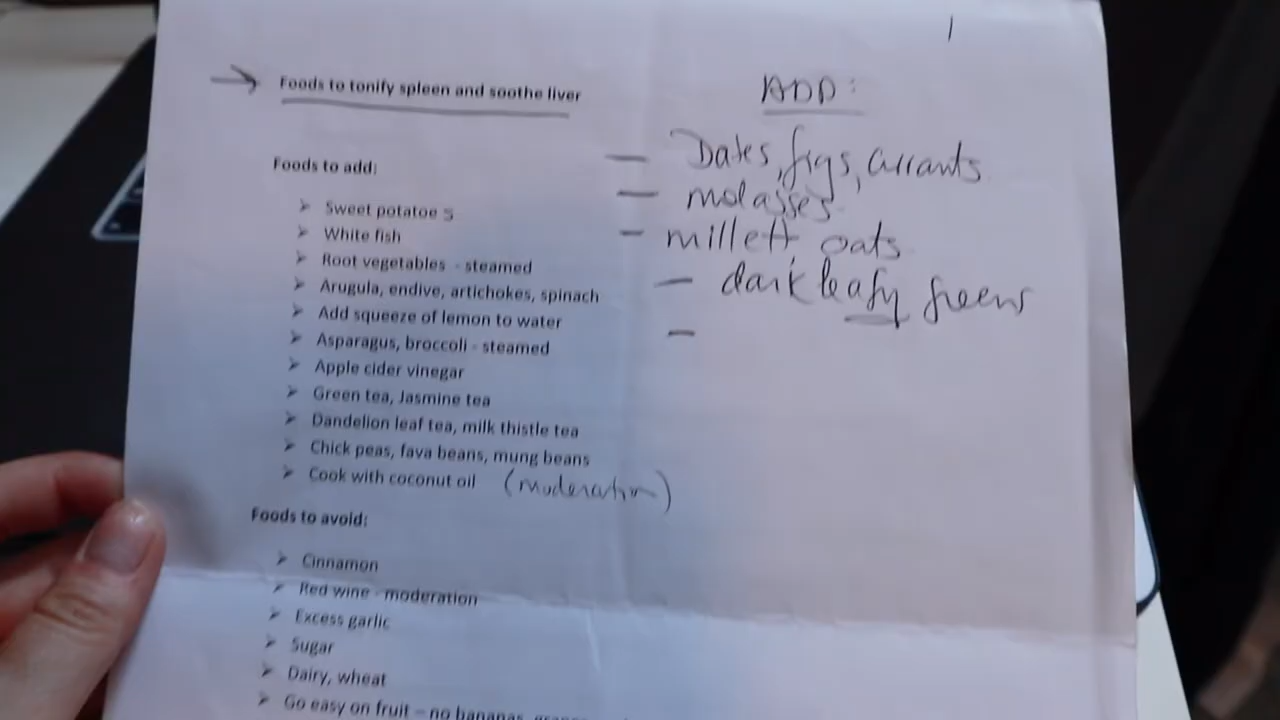 Foods to tonify spleen and soothe liver
Foods to add:
Sweet potatoe s
White fish
Root vegetables - steamed
Arugula, endive, artichokes, spinach
Add squeeze of lemon to water
Asparagus, broccoli - steamed
Apple cider vinegar
Green tea, Jasmine tea
Dandelion leaf tea, milk thistle tea
Chick peas, fava beans, mung beans
Cook with coconut oil (moderation)
Foods to avoid:
Cinnamon
Red wine - moderation
Excess garlic
Sugar
Dairy, wheat
Go easy on fruit – no bananas,
1
ADD:
Dates, figs, currants
molasses
millett, oats
dark leafy greens